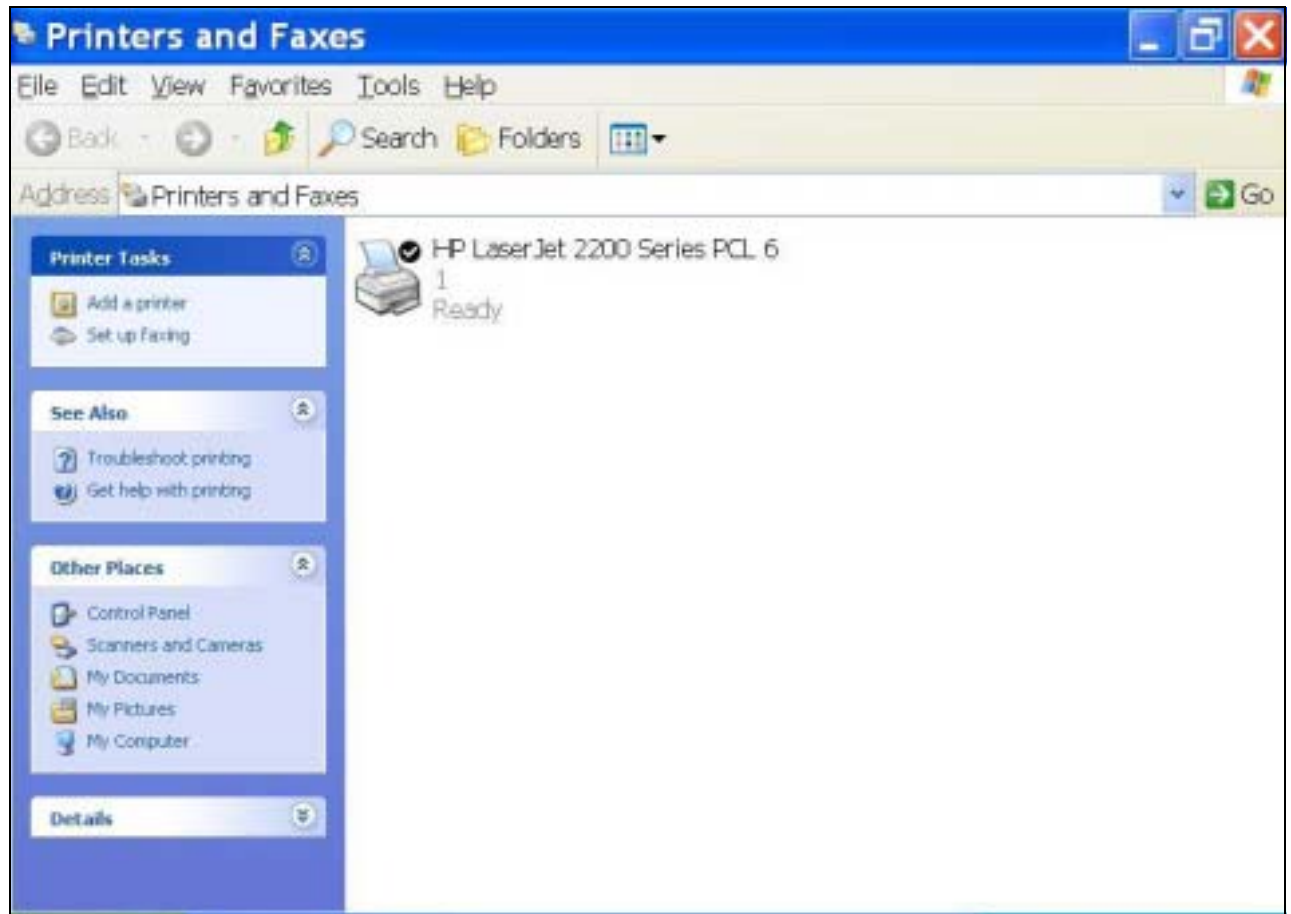 Printers and Faxes
File Edit View Favorites Tools Help
Back Search Folders
Address Printers and Faxes Go
Printer Tasks
Add a printer
Set up faxing
See Also
Troubleshoot printing
Get help with printing
Other Places
Control Panel
Scanners and Cameras
My Documents
My Pictures
My Computer
Details
HP LaserJet 2200 Series PCL 6
1
Ready